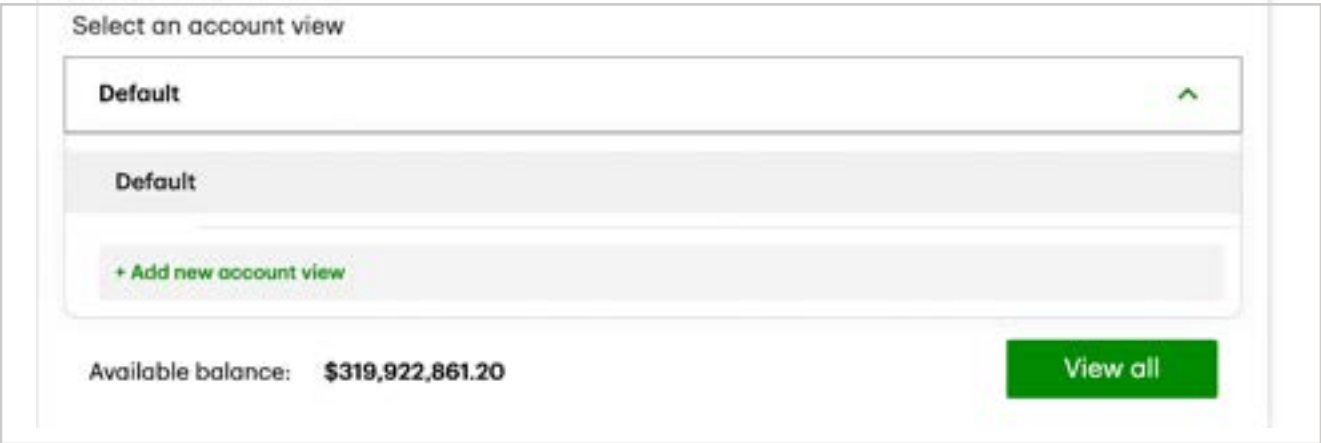 Select an account view
Default
Default
+ Add new account view
Available balance: $319,922,861.20
View all